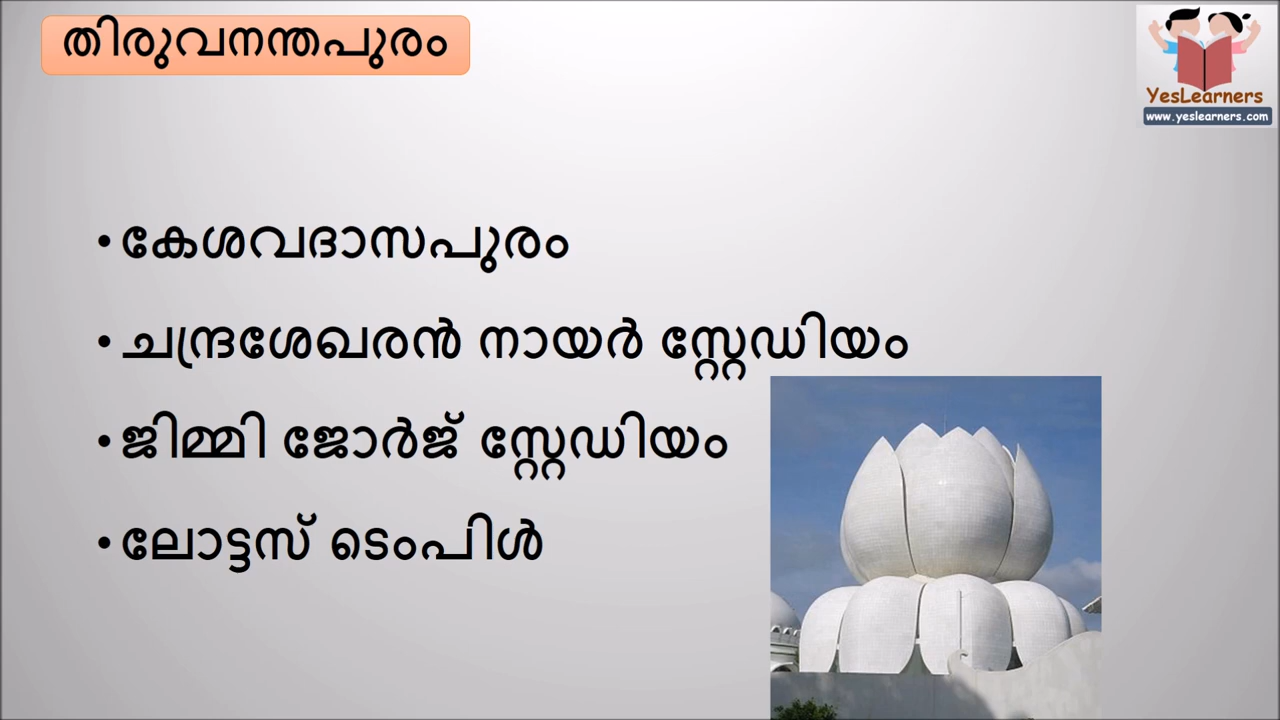 തിരുവനന്തപുരം
YesLearners
www.yeslearners.com
•കേശവദാസപുരം
•ചന്ദ്രശേഖരൻ നായർ സ്റ്റേഡിയം
•ജിമ്മി ജോർജ് സ്റ്റേഡിയം
•ലോട്ടസ് ടെംപിൾ